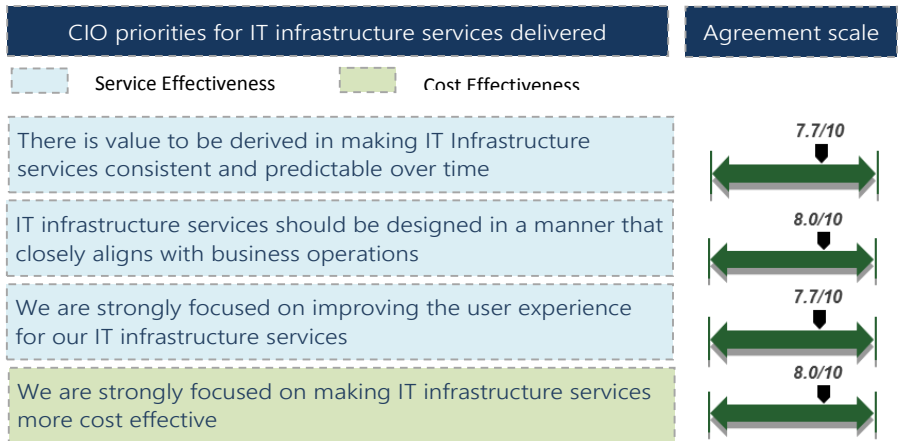 CIO priorities for IT infrastructure services delivered
Agreement scale
Service Effectiveness
Cost Effectiveness
There is value to be derived in making IT Infrastructure
services consistent and predictable over time
7.7/10
IT infrastructure services should be designed in a manner that
closely aligns with business operations
8.0/10
We are strongly focused on improving the user experience
for our IT infrastructure services
7.7/10
We are strongly focused on making IT infrastructure services
more cost effective
8.0/10